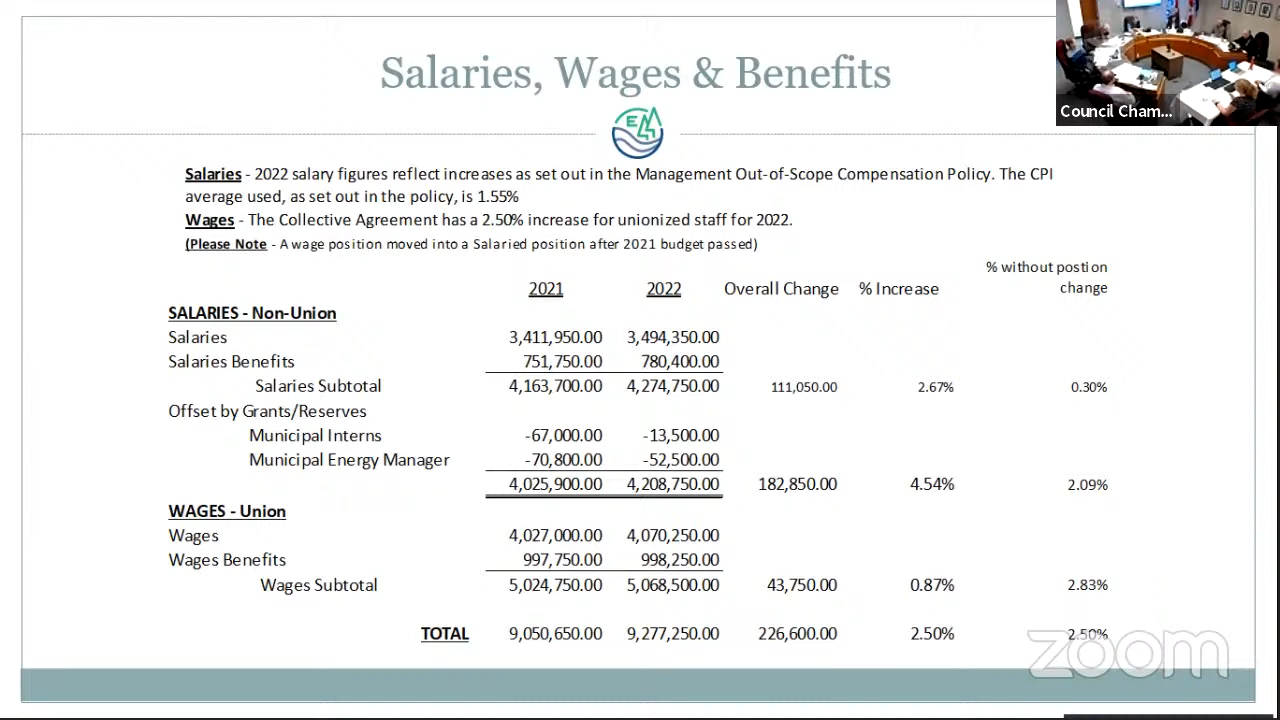 Salaries, Wages & Benefits
Council Cham...
EM
Salaries - 2022 salary figures reflect increases as set out in the Management Out-of-Scope Compensation Policy. The CPI
average used, as set out in the policy, is 1.55%
Wages - The Collective Agreement has a 2.50% increase for unionized staff for 2022.
(Please Note - A wage position moved into a Salaried position after 2021 budget passed)
% without postion
2021 2022 Overall Change % Increase change
SALARIES - Non-Union
Salaries 3,411,950.00 3,494,350.00
Salaries Benefits 751,750.00 780,400.00
Salaries Subtotal 4,163,700.00 4,274,750.00 111,050.00 2.67% 0.30%
Offset by Grants/Reserves
Municipal Interns -67,000.00 -13,500.00
Municipal Energy Manager -70,800.00 -52,500.00
4,025,900.00 4,208,750.00 182,850.00 4.54% 2.09%
WAGES - Union
Wages 4,027,000.00 4,070,250.00
Wages Benefits 997,750.00 998,250.00
Wages Subtotal 5,024,750.00 5,068,500.00 43,750.00 0.87% 2.83%
TOTAL 9,050,650.00 9,277,250.00 226,600.00 2.50% 2.50%
zoom